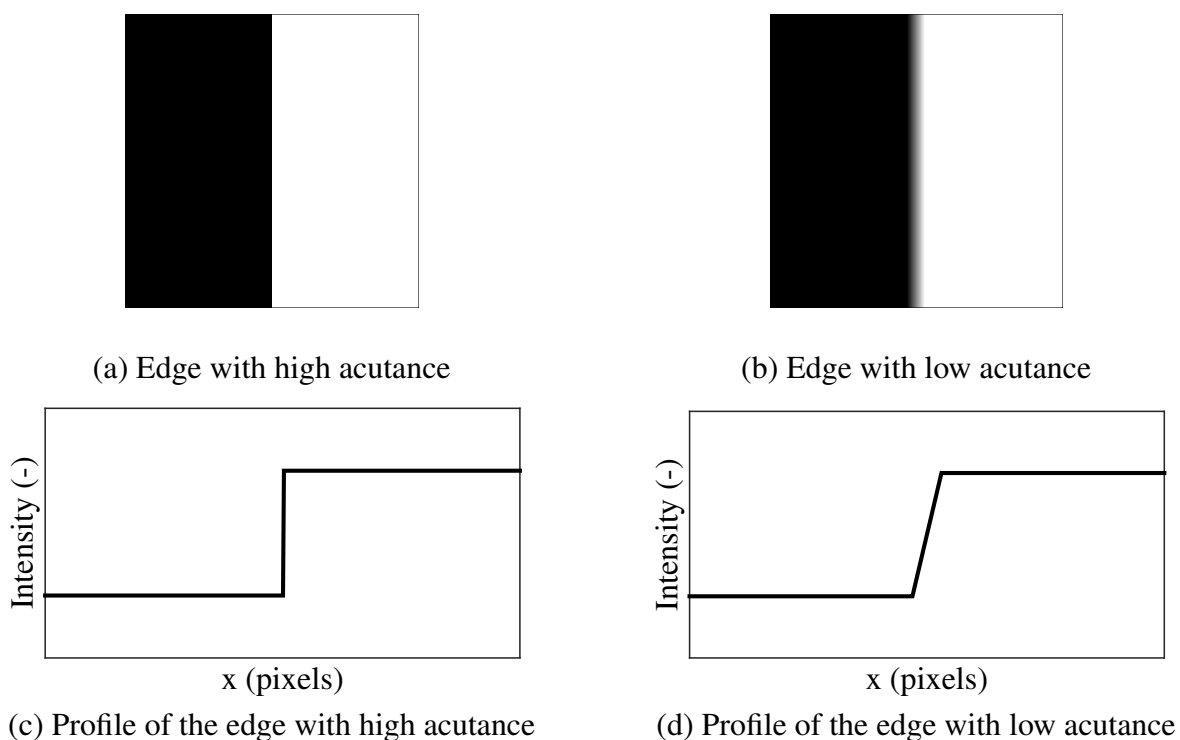 (a) Edge with high acutance
(b) Edge with low acutance
Intensity (-)
x (pixels)
Intensity (-)
x (pixels)
(c) Profile of the edge with high acutance
(d) Profile of the edge with low acutance